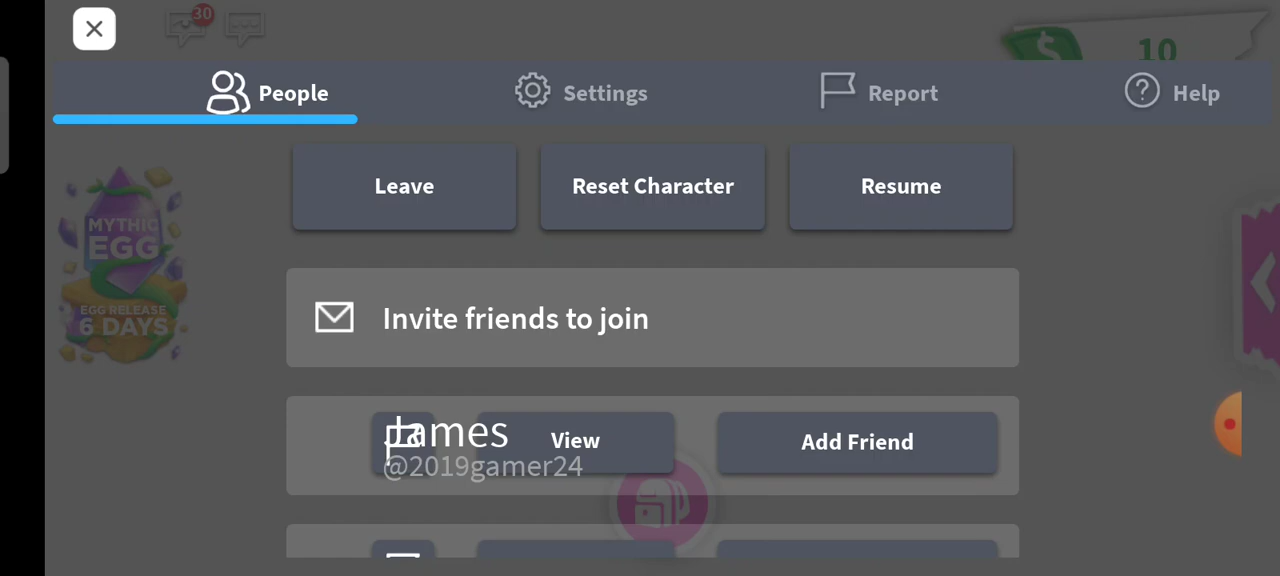 30
10
People
Settings
Report
Help
Leave
Reset Character
Resume
MYTHIC
EGG
EGG RELEASE
6 DAYS
Invite friends to join
James
@2019gamer24
View
Add Friend